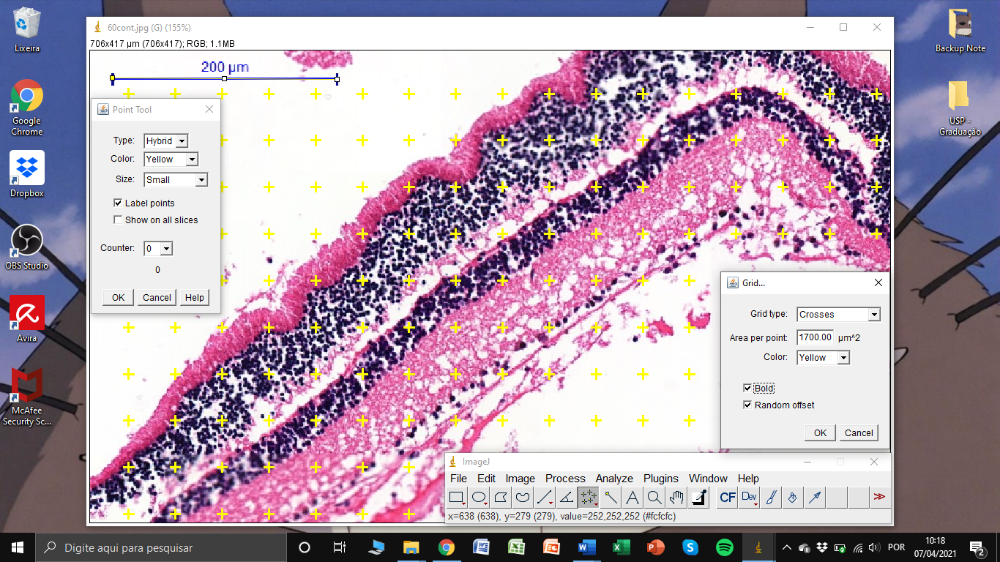 Lixeira
Google
Chrome
Dropbox
OBS Studio
Avira
McAfee
Security Sc...
Backup Note
USP -
Graduação
60cont.jpg (G) (155%)
706x417 µm (706x417); RGB; 1.1MB
200 µm
Point Tool
Type: Hybrid
Color: Yellow
Size: Small
Label points
Show on all slices
Counter: 0
0
OK Cancel Help
Grid...
Grid type: Crosses
Area per point: 1700.00 µm^2
Color: Yellow
Bold
Random offset
OK Cancel
ImageJ
File Edit Image Process Analyze Plugins Window Help
CF Dev
x=638 (638), y=279 (279), value=252,252,252 (#fcfcfc)
Digite aqui para pesquisar
POR
10:18
07/04/2021
2